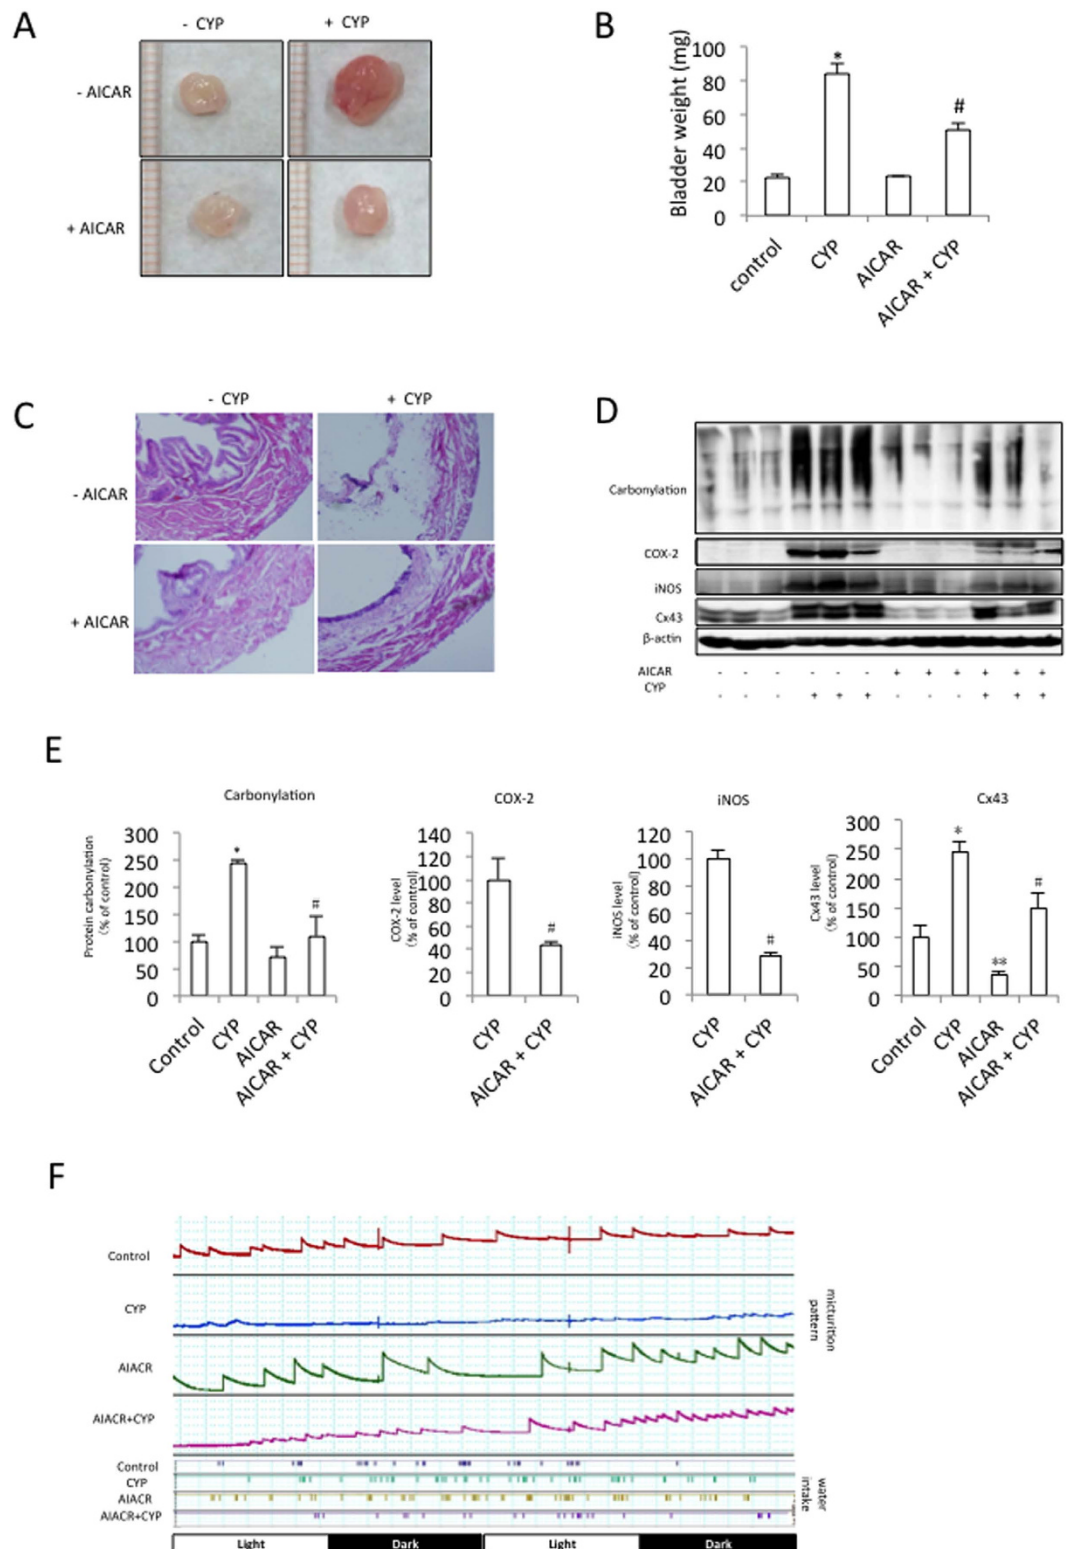 A
- CYP
+ CYP
- AICAR
+ AICAR
B
Bladder weight (mg)
100
80
60
40
20
0
*
#
control
CYP
AICAR
AICAR + CYP
C
- CYP
+ CYP
- AICAR
+ AICAR
D
Carbonylation
COX-2
iNOS
Cx43
β-actin
AICAR - - - - - - + + + + + +
CYP - - - + + + - - - + + +
E
Carbonylation
Protein carbonylation
(% of control)
300
250
200
150
100
50
0
*
#
Control
CYP
AICAR
AICAR + CYP
COX-2
COX-2 level
(% of control)
140
120
100
80
60
40
20
0
#
CYP
AICAR + CYP
iNOS
iNOS level
(% of control)
120
100
80
60
40
20
0
#
CYP
AICAR + CYP
Cx43
Cx43 level
(% of control)
300
250
200
150
100
50
0
*
**
#
Control
CYP
AICAR
AICAR + CYP
F
Control
CYP
AIACR
AIACR+CYP
micturition
pattern
Control
CYP
AIACR
AIACR+CYP
water
intake
Light
Dark
Light
Dark